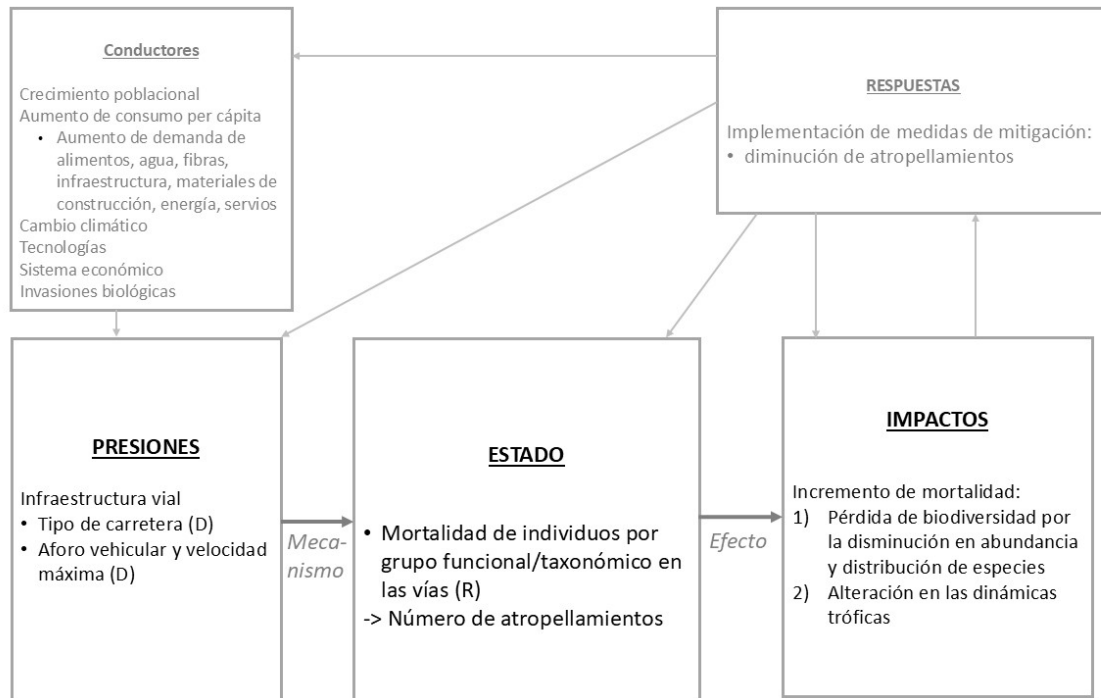 Conductores
Crecimiento poblacional
Aumento de consumo per cápita
• Aumento de demanda de
alimentos, agua, fibras,
infraestructura, materiales de
construcción, energía, servios
Cambio climático
Tecnologías
Sistema económico
Invasiones biológicas
RESPUESTAS
Implementación de medidas de mitigación:
• diminución de atropellamientos
PRESIONES
Infraestructura vial
• Tipo de carretera (D)
• Aforo vehicular y velocidad
máxima (D)
Meca-
nismo
ESTADO
• Mortalidad de individuos por
grupo funcional/taxonómico en
las vías (R)
-> Número de atropellamientos
Efecto
IMPACTOS
Incremento de mortalidad:
1) Pérdida de biodiversidad por
la disminución en abundancia
y distribución de especies
2) Alteración en las dinámicas
tróficas